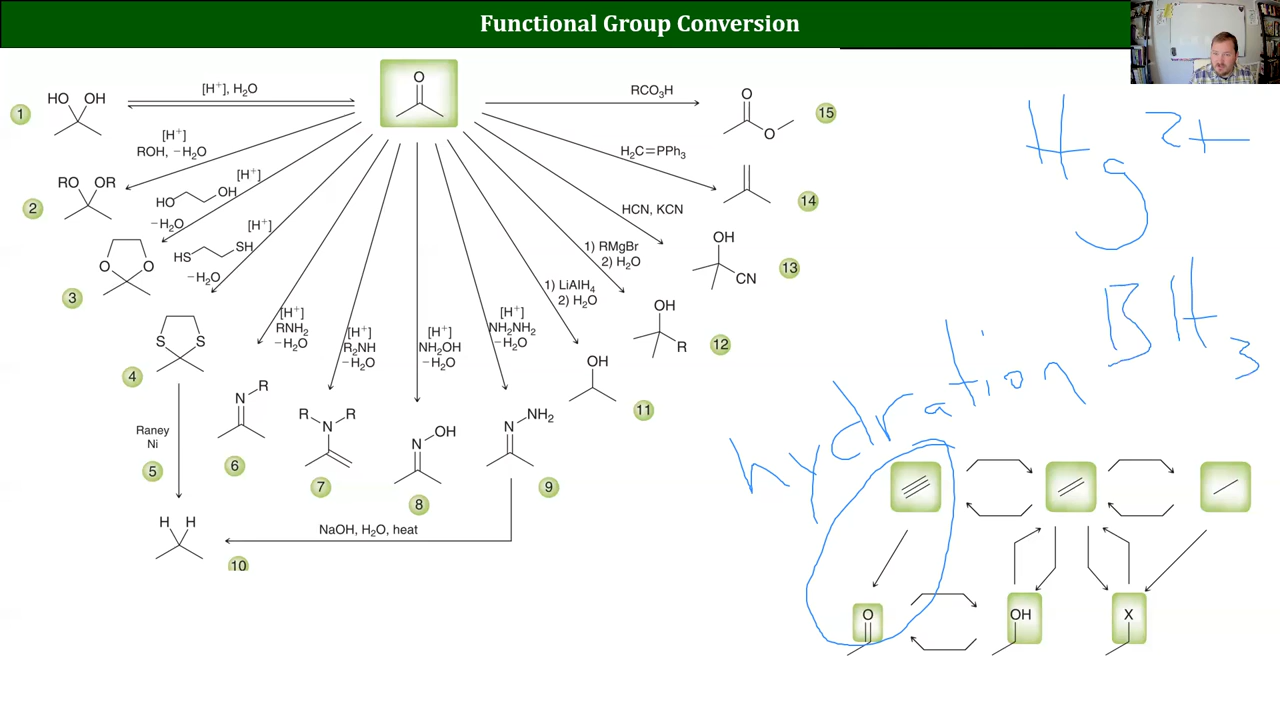 Functional Group Conversion
HO OH
1
[H⁺], H₂O
O
[H⁺]
ROH, −H₂O
RO OR
2
[H⁺]
HO OH
−H₂O
O O
3
[H⁺]
HS SH
−H₂O
S S
4
Raney
Ni
5
[H⁺]
RNH₂
−H₂O
N R
6
[H⁺]
R₂NH
−H₂O
R N R
7
[H⁺]
NH₂OH
−H₂O
N OH
8
[H⁺]
NH₂NH₂
−H₂O
N NH₂
9
NaOH, H₂O, heat
H H
10
1) LiAlH₄
2) H₂O
OH
11
1) RMgBr
2) H₂O
OH
R
12
HCN, KCN
OH
CN
13
H₂C=PPh₃
14
RCO₃H
O
O
15
Hg²⁺
BH₃
hydration
O
OH
X